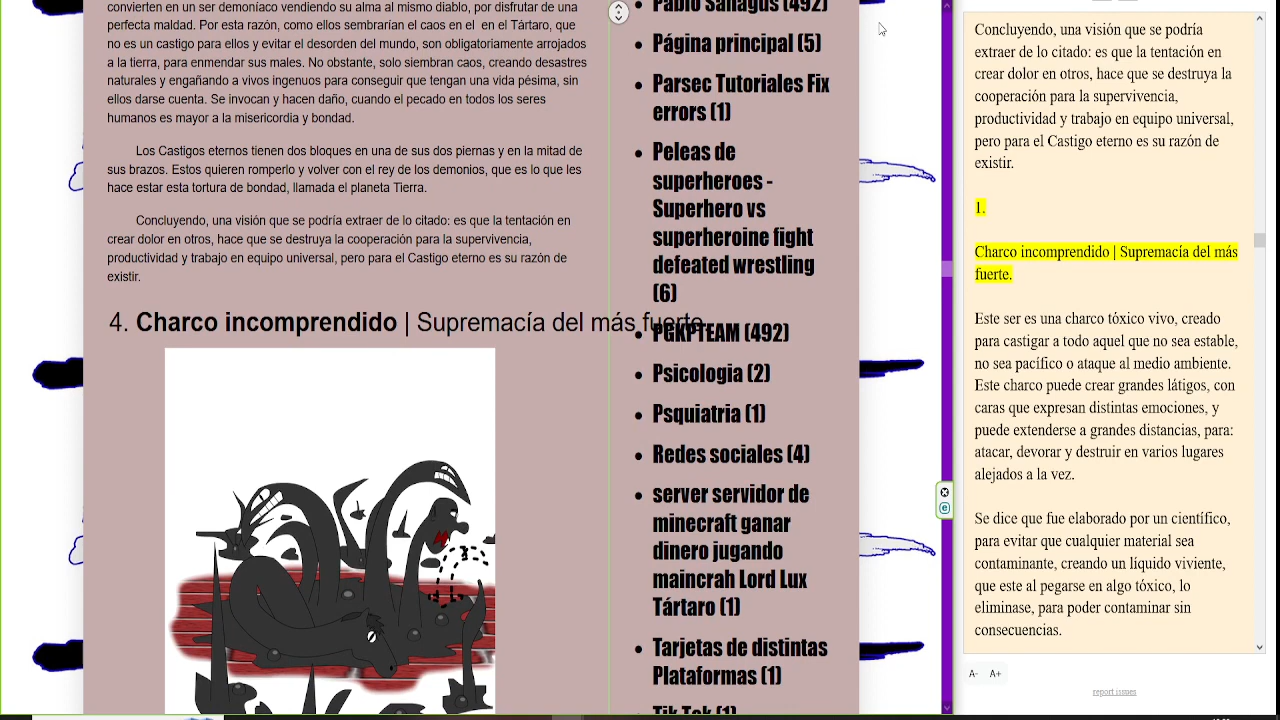 convierten en un ser demoníaco vendiendo su alma al mismo diablo, por disfrutar de una
perfecta maldad. Por esta razón, como ellos sembrarían el caos en el  en el Tártaro, que
no es un castigo para ellos y evitar el desorden del mundo, son obligatoriamente arrojados
a la tierra, para enmendar sus males. No obstante, solo siembran caos, creando desastres
naturales y engañando a vivos ingenuos para conseguir que tengan una vida pésima, sin
ellos darse cuenta. Se invocan y hacen daño, cuando el pecado en todos los seres
humanos es mayor a la misericordia y bondad.
Los Castigos eternos tienen dos bloques en una de sus dos piernas y en la mitad de
sus brazos. Estos quieren romperlo y volver con el rey de los demonios, que es lo que les
hace estar esta tortura de bondad, llamada el planeta Tierra.
Concluyendo, una visión que se podría extraer de lo citado: es que la tentación en
crear dolor en otros, hace que se destruya la cooperación para la supervivencia,
productividad y trabajo en equipo universal, pero para el Castigo eterno es su razón de
existir.
4. Charco incomprendido | Supremacía del más fuerte.
Pablo Sanagus (492)
Página principal (5)
Parsec Tutoriales Fix
errors (1)
Peleas de
superheroes -
Superhero vs
superheroine fight
defeated wrestling
(6)
PGKPTEAM (492)
Psicologia (2)
Psquiatria (1)
Redes sociales (4)
server servidor de
minecraft ganar
dinero jugando
maincrah Lord Lux
Tártaro (1)
Tarjetas de distintas
Plataformas (1)
Tik Tok (1)
Concluyendo, una visión que se podría
extraer de lo citado: es que la tentación en
crear dolor en otros, hace que se destruya la
cooperación para la supervivencia,
productividad y trabajo en equipo universal,
pero para el Castigo eterno es su razón de
existir.
1.
Charco incomprendido | Supremacía del más
fuerte.
Este ser es una charco tóxico vivo, creado
para castigar a todo aquel que no sea estable,
no sea pacífico o ataque al medio ambiente.
Este charco puede crear grandes látigos, con
caras que expresan distintas emociones, y
puede extenderse a grandes distancias, para:
atacar, devorar y destruir en varios lugares
alejados a la vez.
Se dice que fue elaborado por un científico,
para evitar que cualquier material sea
contaminante, creando un líquido viviente,
que este al pegarse en algo tóxico, lo
eliminase, para poder contaminar sin
consecuencias.
A- A+
report issues